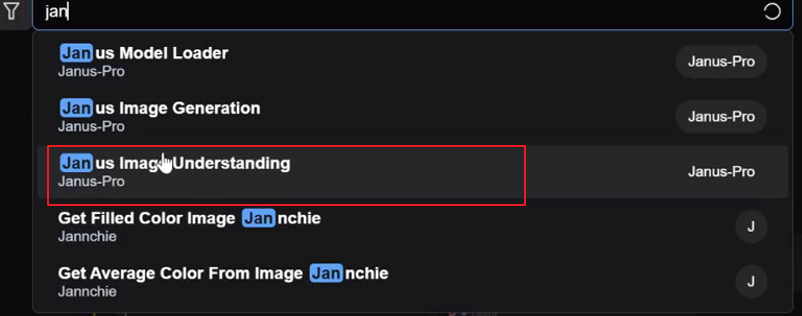 jan
Janus Model Loader
Janus-Pro
Janus-Pro
Janus Image Generation
Janus-Pro
Janus-Pro
Janus Image Understanding
Janus-Pro
Janus-Pro
Get Filled Color Image Jannchie
Jannchie
J
Get Average Color From Image Jannchie
Jannchie
J